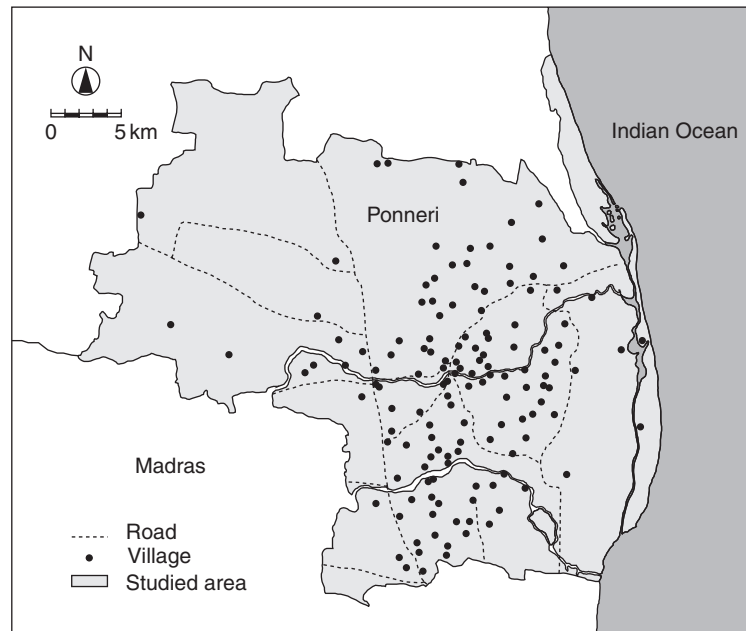 N
0 5 km
Indian Ocean
Ponneri
Madras
Road
Village
Studied area